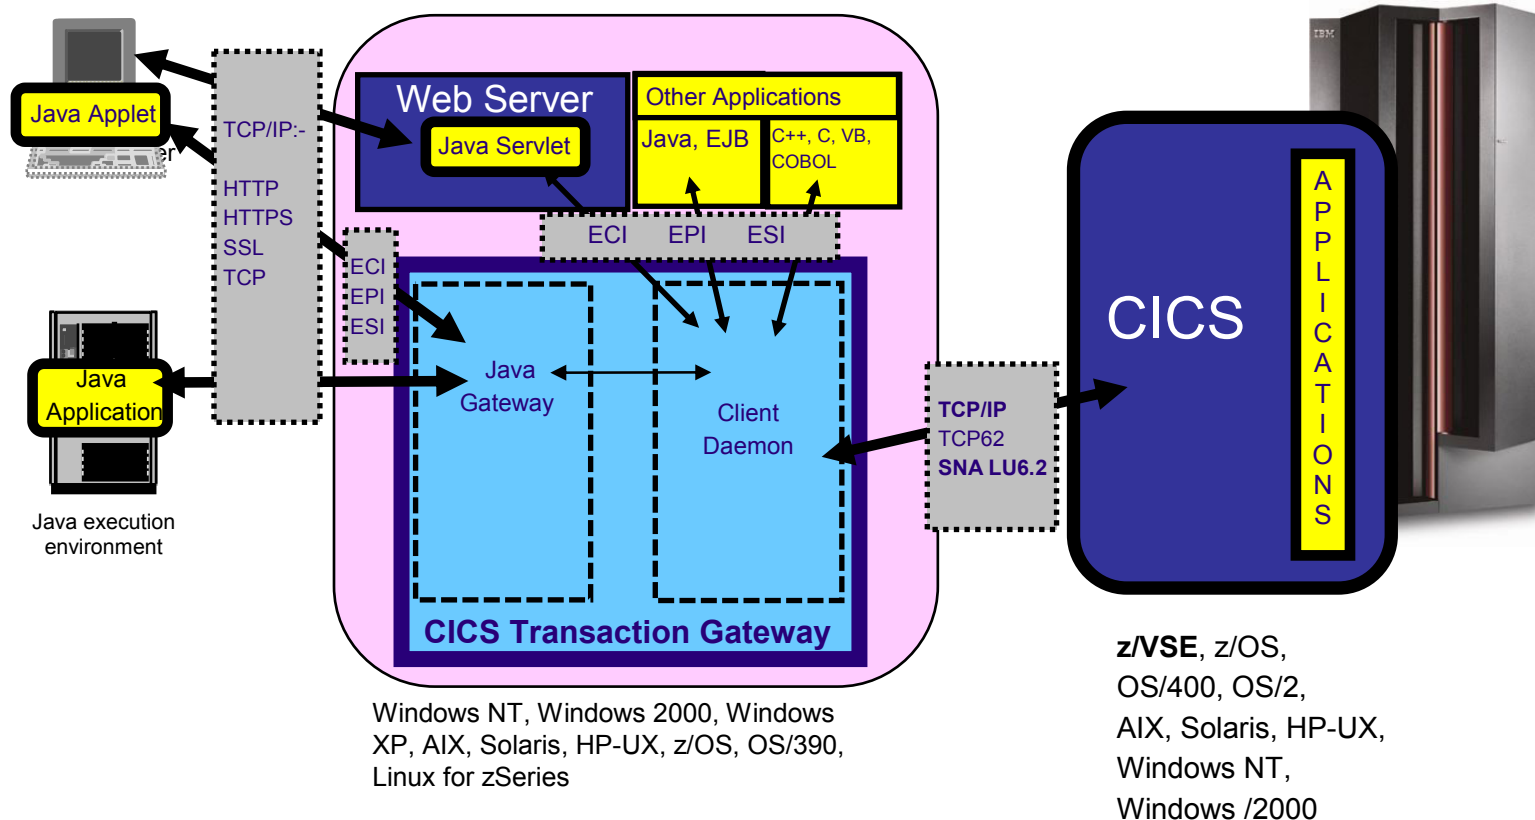 IBM
Java Applet
er
TCP/IP:-
HTTP
HTTPS
SSL
TCP
Java
Application
Java execution
environment
Web Server
Java Servlet
Other Applications
Java, EJB
C++, C, VB,
COBOL
ECI EPI ESI
ECI
EPI
ESI
Java
Gateway
Client
Daemon
CICS Transaction Gateway
Windows NT, Windows 2000, Windows
XP, AIX, Solaris, HP-UX, z/OS, OS/390,
Linux for zSeries
TCP/IP
TCP62
SNA LU6.2
CICS
APPLICATIONS
z/VSE, z/OS,
OS/400, OS/2,
AIX, Solaris, HP-UX,
Windows NT,
Windows /2000